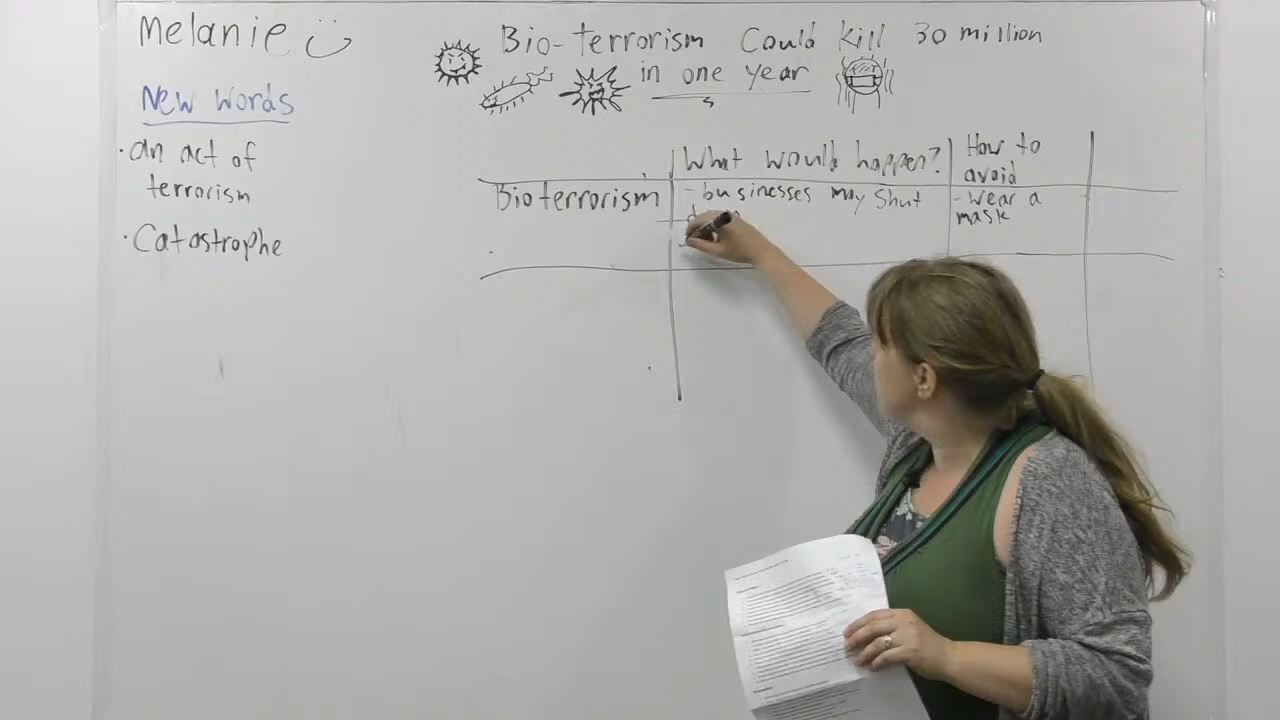 Melanie
New words
· an act of
terrorism
· Catastrophe
Bio-terrorism Could kill 30 million
in one year
What would happen?
How to
avoid
Bioterrorism
- businesses may Shut
- wear a
mask